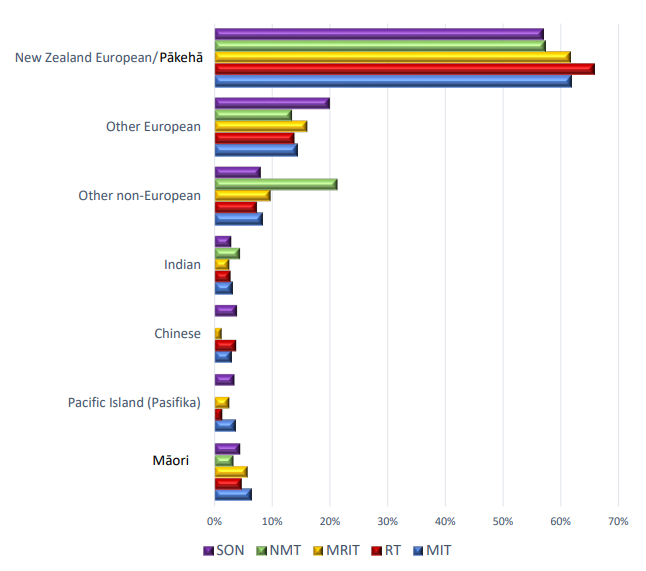 New Zealand European/Pākehā
Other European
Other non-European
Indian
Chinese
Pacific Island (Pasifika)
Māori
0% 10% 20% 30% 40% 50% 60% 70%
SON NMT MRIT RT MIT